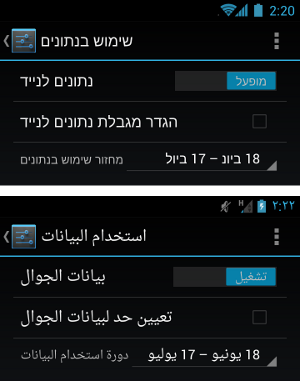 2:20
שימוש בנתונים
נתונים לנייד
מופעל
הגדר מגבלת נתונים לנייד
מחזור שימוש בנתונים
18 ביונ – 17 ביול
H
٢:٢٢
استخدام البيانات
بيانات الجوال
تشغيل
تعيين حد لبيانات الجوال
دورة استخدام البيانات
18 يونيو – 17 يوليو